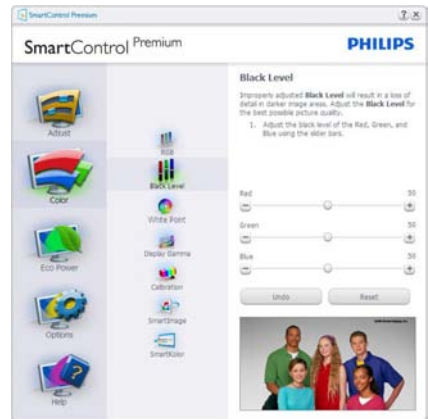 SmartControl Premium
SmartControl Premium
PHILIPS
Adjust
Color
Eco Power
Options
Help
RGB
Black Level
White Point
Display Gamma
Calibration
SmartImage
SmartKolor
Black Level
Improperly adjusted Black Level will result in a loss of
detail in darker image areas. Adjust the Black Level for
the best possible picture quality.
1. Adjust the black level of the Red, Green, and
Blue using the slider bars.
Red 50
Green 50
Blue 50
Undo Reset